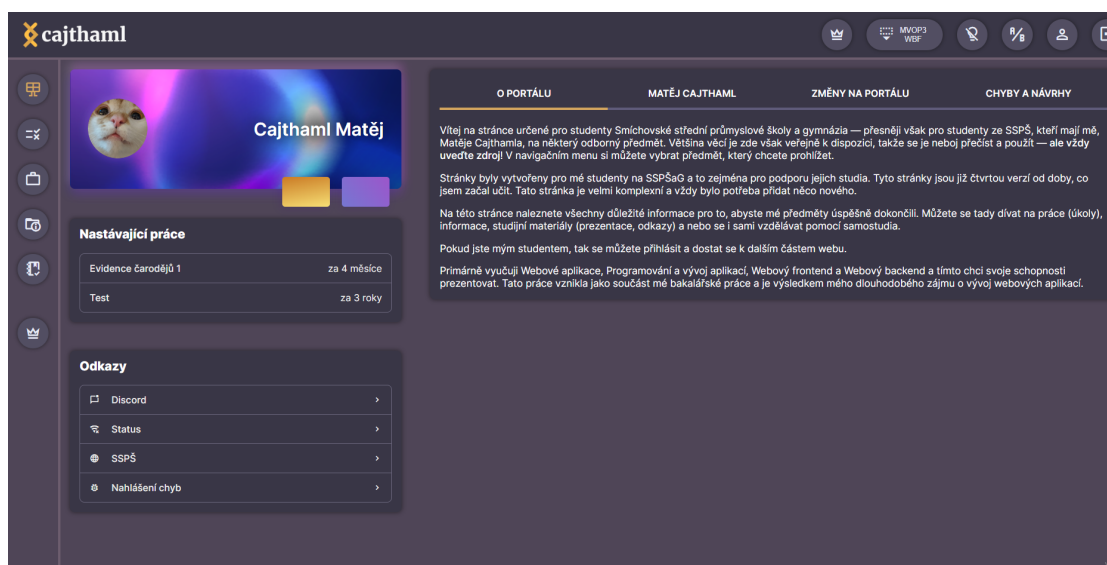 cajthaml
MVOP3
WBF
Cajthaml Matěj
Nastávající práce
Evidence čarodějů 1 za 4 měsíce
Test za 3 roky
Odkazy
Discord
Status
SSPŠ
Nahlášení chyb
O PORTÁLU MATĚJ CAJTHAML ZMĚNY NA PORTÁLU CHYBY A NÁVRHY
Vítej na stránce určené pro studenty Smíchovské střední průmyslové školy a gymnázia — přesněji však pro studenty ze SSPŠ, kteří mají mě,
Matěje Cajthamla, na některý odborný předmět. Většina věcí je zde však veřejně k dispozici, takže se je neboj přečíst a použít — ale vždy
uveďte zdroj! V navigačním menu si můžete vybrat předmět, který chcete prohlížet.
Stránky byly vytvořeny pro mé studenty na SSPŠaG a to zejména pro podporu jejich studia. Tyto stránky jsou již čtvrtou verzí od doby, co
jsem začal učit. Tato stránka je velmi komplexní a vždy bylo potřeba přidat něco nového.
Na této stránce naleznete všechny důležité informace pro to, abyste mé předměty úspěšně dokončili. Můžete se tady dívat na práce (úkoly),
informace, studijní materiály (prezentace, odkazy) a nebo se i sami vzdělávat pomocí samostudia.
Pokud jste mým studentem, tak se můžete přihlásit a dostat se k dalším částem webu.
Primárně vyučuji Webové aplikace, Programování a vývoj aplikací, Webový frontend a Webový backend a tímto chci svoje schopnosti
prezentovat. Tato práce vznikla jako součást mé bakalářské práce a je výsledkem mého dlouhodobého zájmu o vývoj webových aplikací.